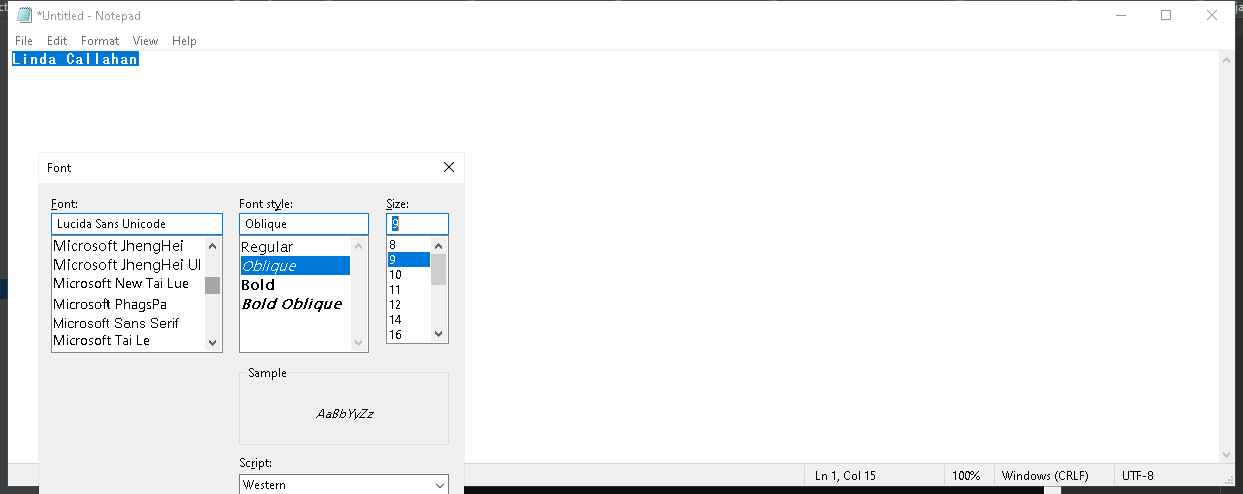 *Untitled - Notepad
File Edit Format View Help
Linda Callahan
Font
Font: Font style: Size:
Lucida Sans Unicode Oblique 9
Microsoft JhengHei Regular 8
Microsoft JhengHei UI Oblique 9
Microsoft New Tai Lue Bold 10
Microsoft PhagsPa Bold Oblique 11
Microsoft Sans Serif 12
Microsoft Tai Le 14
16
Sample
AaBbYyZz
Script:
Western
Ln 1, Col 15 100% Windows (CRLF) UTF-8